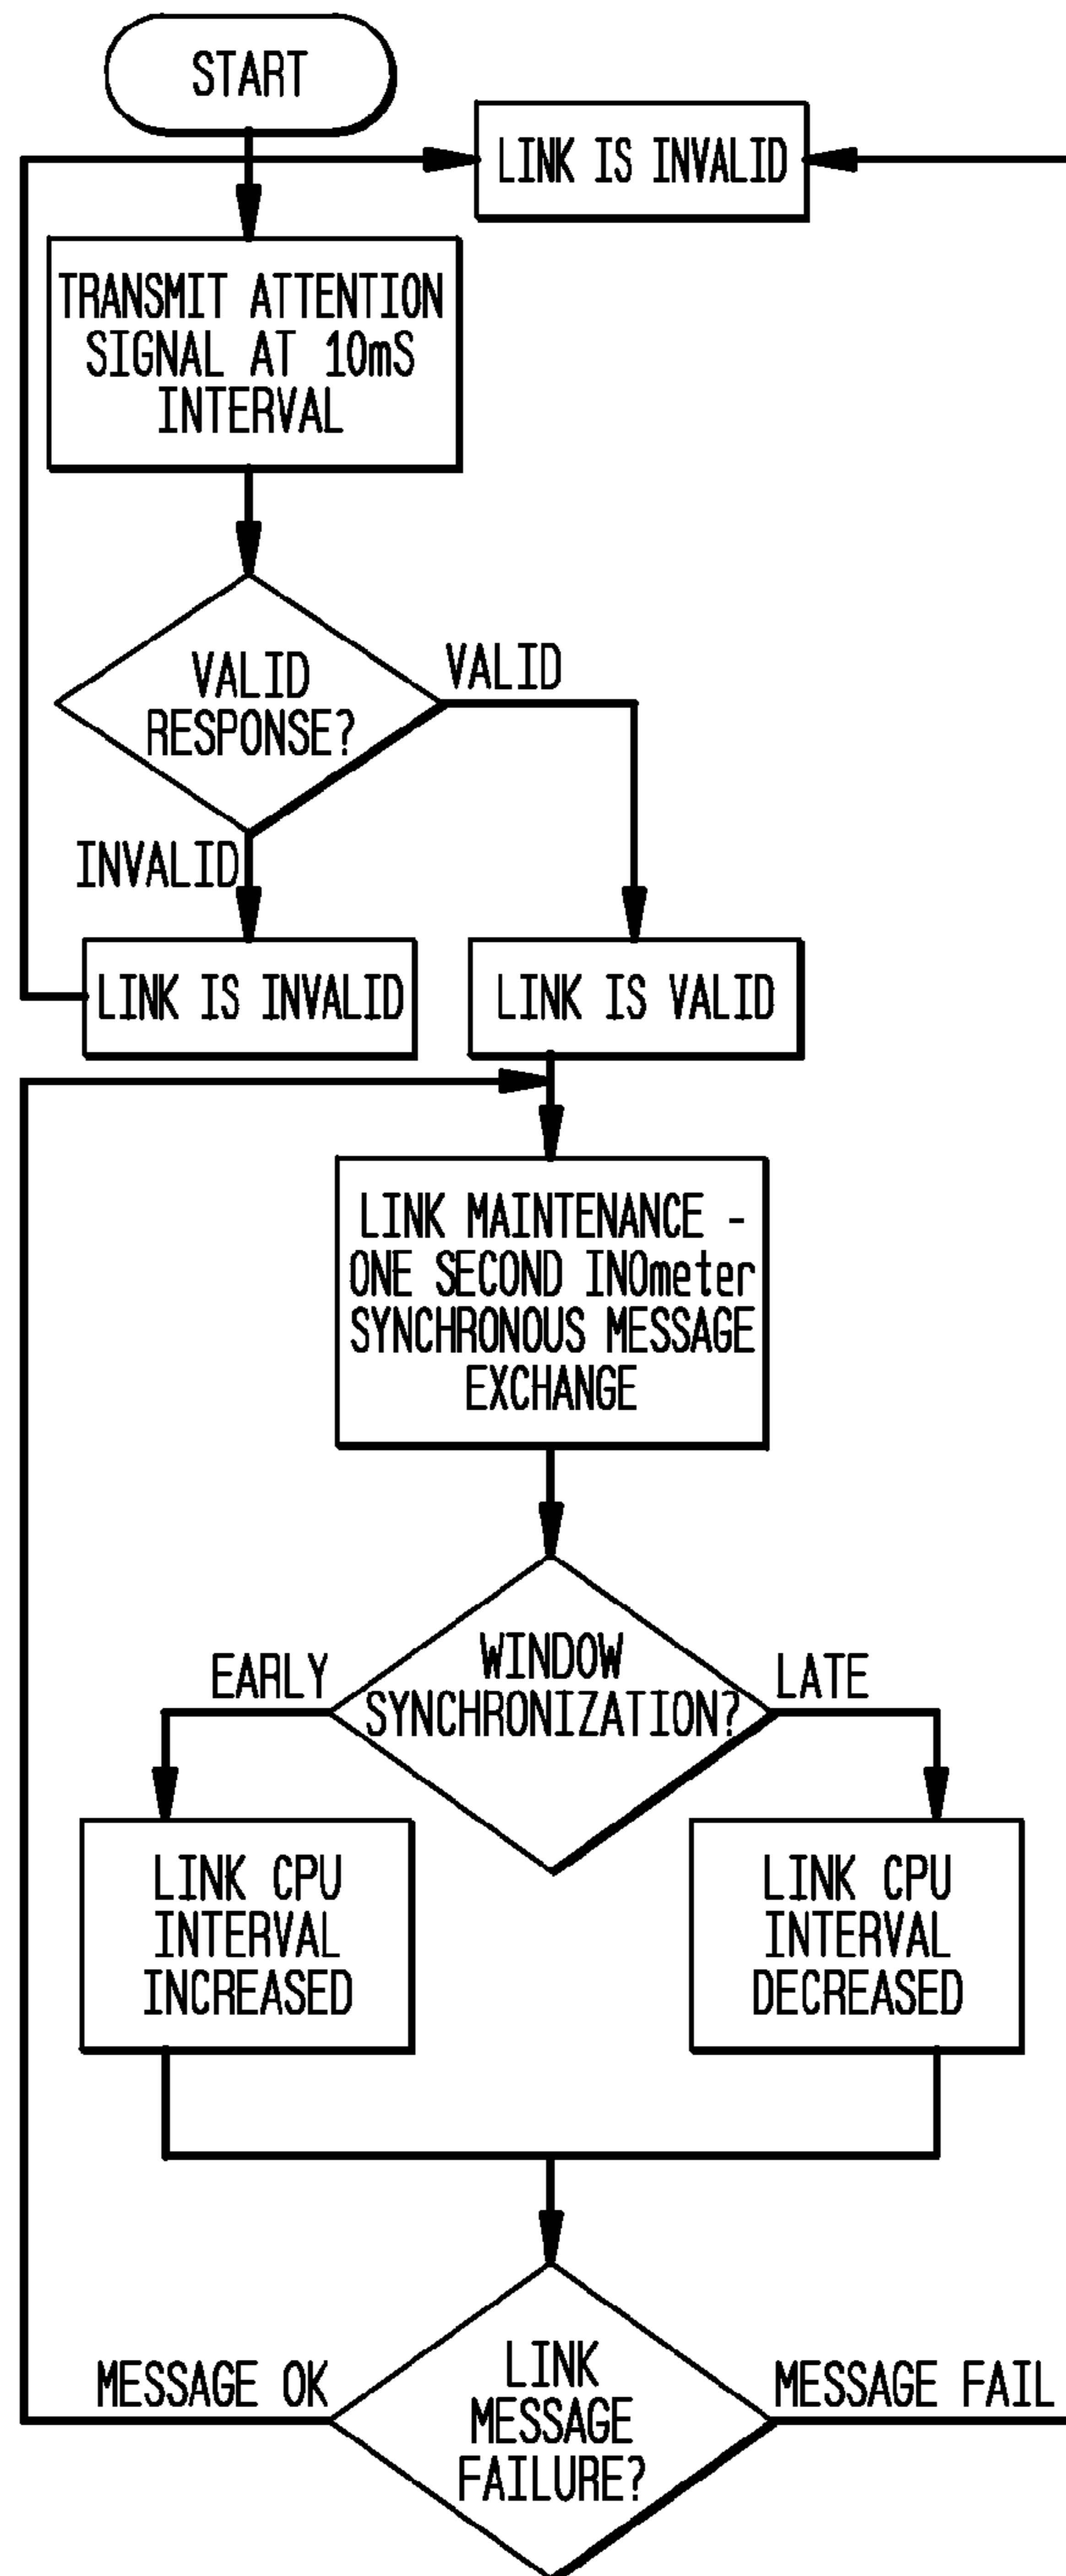 START
LINK IS INVALID
TRANSMIT ATTENTION
SIGNAL AT 10mS
INTERVAL
VALID
RESPONSE?
VALID
INVALID
LINK IS INVALID
LINK IS VALID
LINK MAINTENANCE -
ONE SECOND INOmeter
SYNCHRONOUS MESSAGE
EXCHANGE
WINDOW
SYNCHRONIZATION?
EARLY
LATE
LINK CPU
INTERVAL
INCREASED
LINK CPU
INTERVAL
DECREASED
LINK
MESSAGE
FAILURE?
MESSAGE OK
MESSAGE FAIL